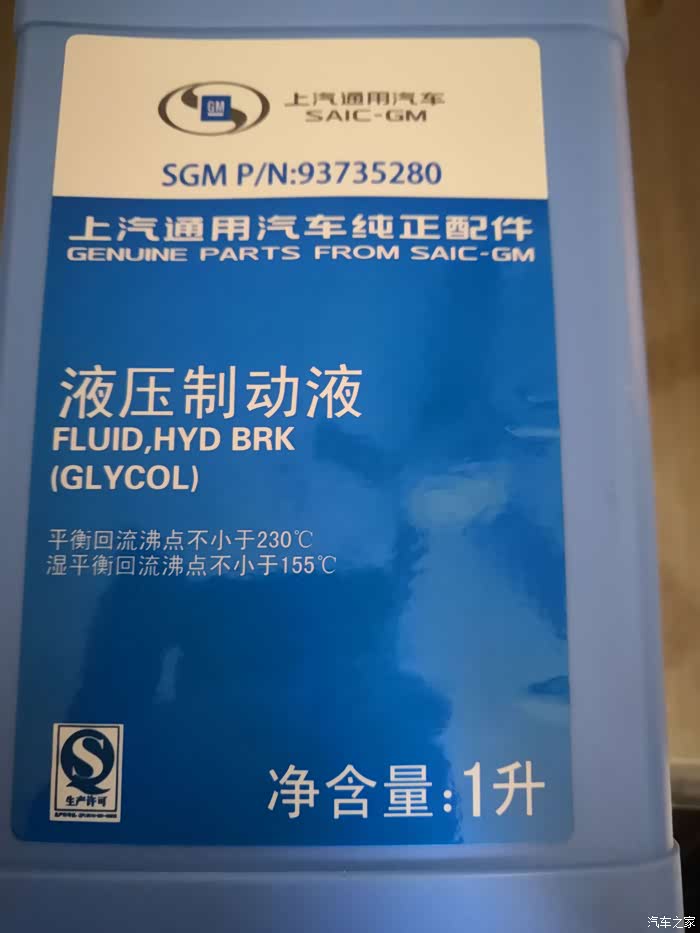 GM
上汽通用汽车
SAIC-GM
SGM P/N:93735280
上汽通用汽车纯正配件
GENUINE PARTS FROM SAIC-GM
液压制动液
FLUID,HYD BRK
(GLYCOL)
平衡回流沸点不小于230℃
湿平衡回流沸点不小于155℃
生产许可
净含量:1升
汽车之家